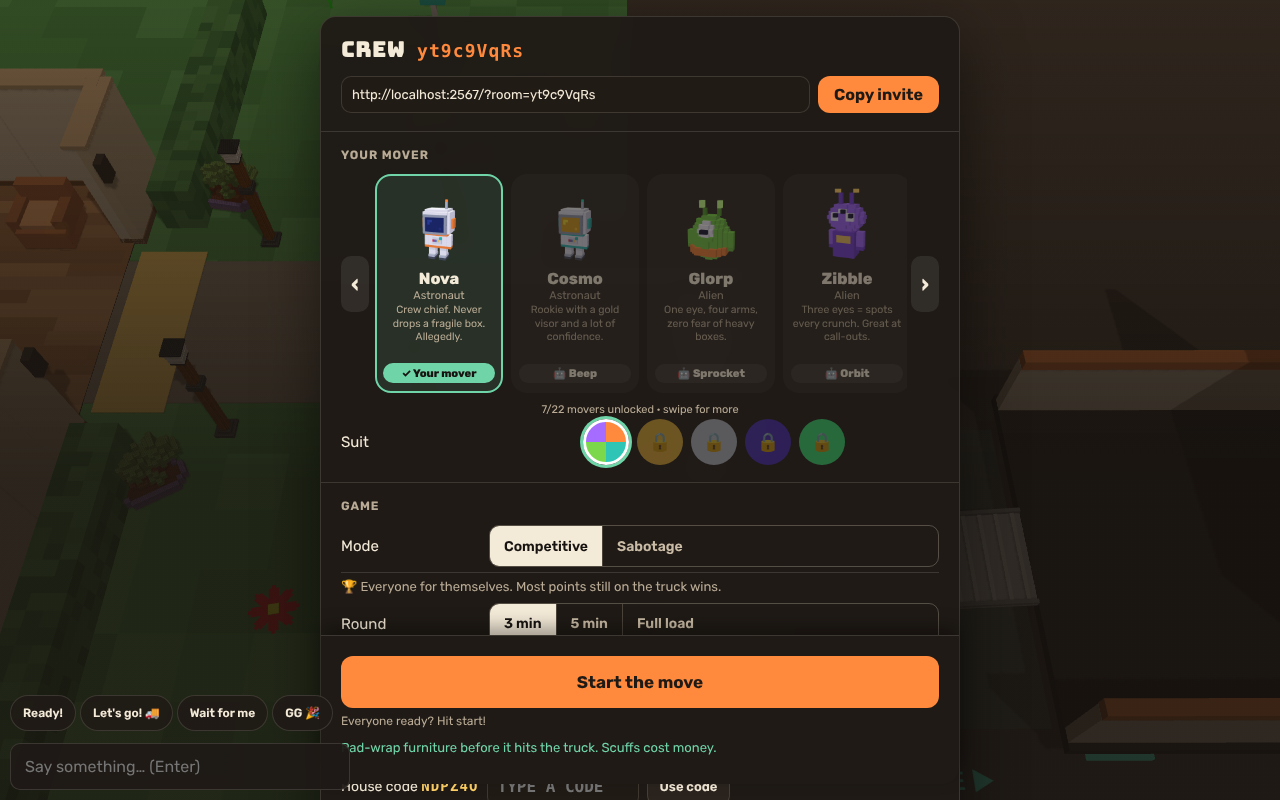 CREW yt9c9VqRs
http://localhost:2567/?room=yt9c9VqRs
Copy invite
YOUR MOVER
Nova
Astronaut
Crew chief. Never
drops a fragile box.
Allegedly.
✓ Your mover
Cosmo
Astronaut
Rookie with a gold
visor and a lot of
confidence.
🤖 Beep
Glorp
Alien
One eye, four arms,
zero fear of heavy
boxes.
🤖 Sprocket
Zibble
Alien
Three eyes = spots
every crunch. Great at
call-outs.
🤖 Orbit
7/22 movers unlocked • swipe for more
Suit
GAME
Mode
Competitive
Sabotage
🏆 Everyone for themselves. Most points still on the truck wins.
Round
3 min
5 min
Full load
Start the move
Everyone ready? Hit start!
Pad-wrap furniture before it hits the truck. Scuffs cost money.
House code NDPZ40
TYPE A CODE
Use code
Ready!
Let's go! 🚚
Wait for me
GG 🎉
Say something… (Enter)